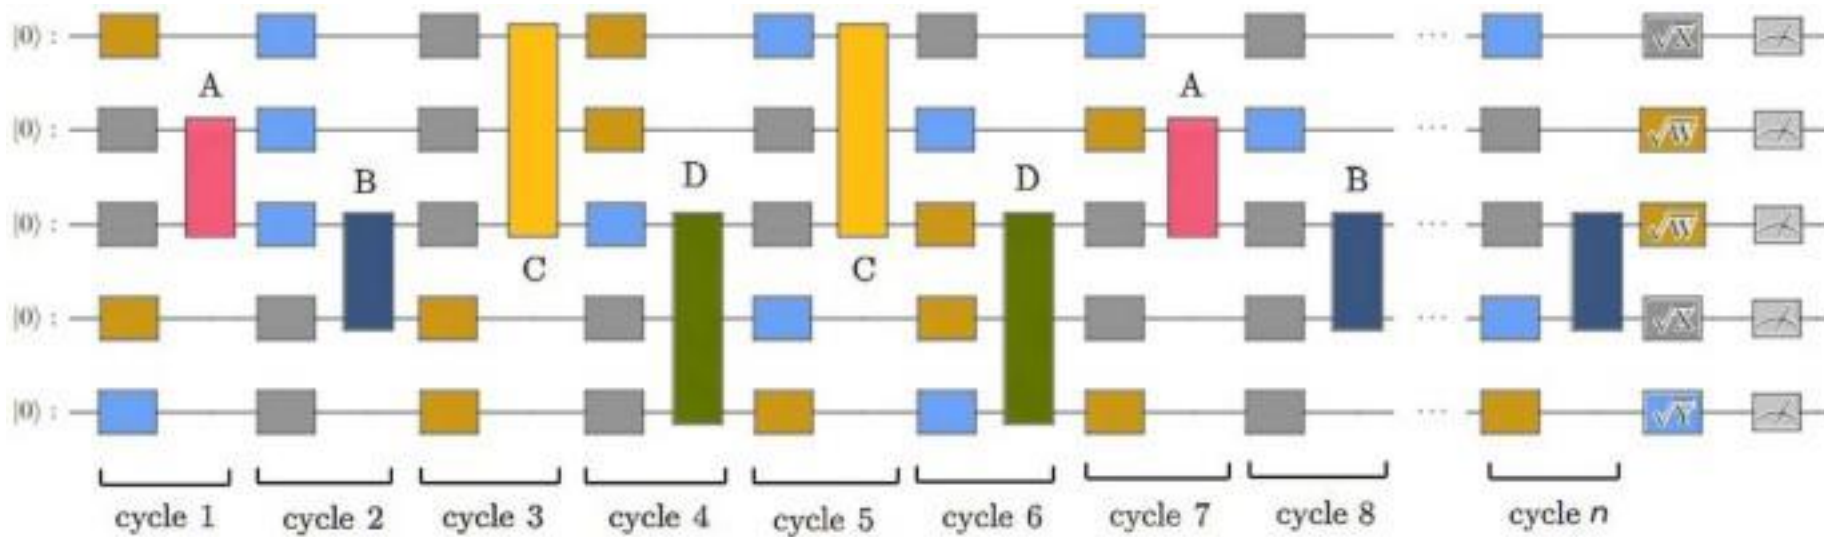 |0⟩ : ... √X
A A
|0⟩ : ... √W
B D D B
|0⟩ : ... √W
C C
|0⟩ : ... √X
|0⟩ : ... √Y
cycle 1 cycle 2 cycle 3 cycle 4 cycle 5 cycle 6 cycle 7 cycle 8 cycle n